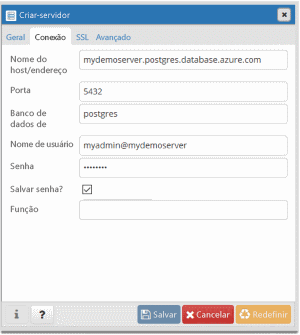 Criar-servidor
Geral Conexão SSL Avançado
Nome do
host/endereço
mydemoserver.postgres.database.azure.com
Porta
5432
Banco de
dados de
postgres
Nome de usuário
myadmin@mydemoserver
Senha
••••••••
Salvar senha?
Função
i ? Salvar Cancelar Redefinir